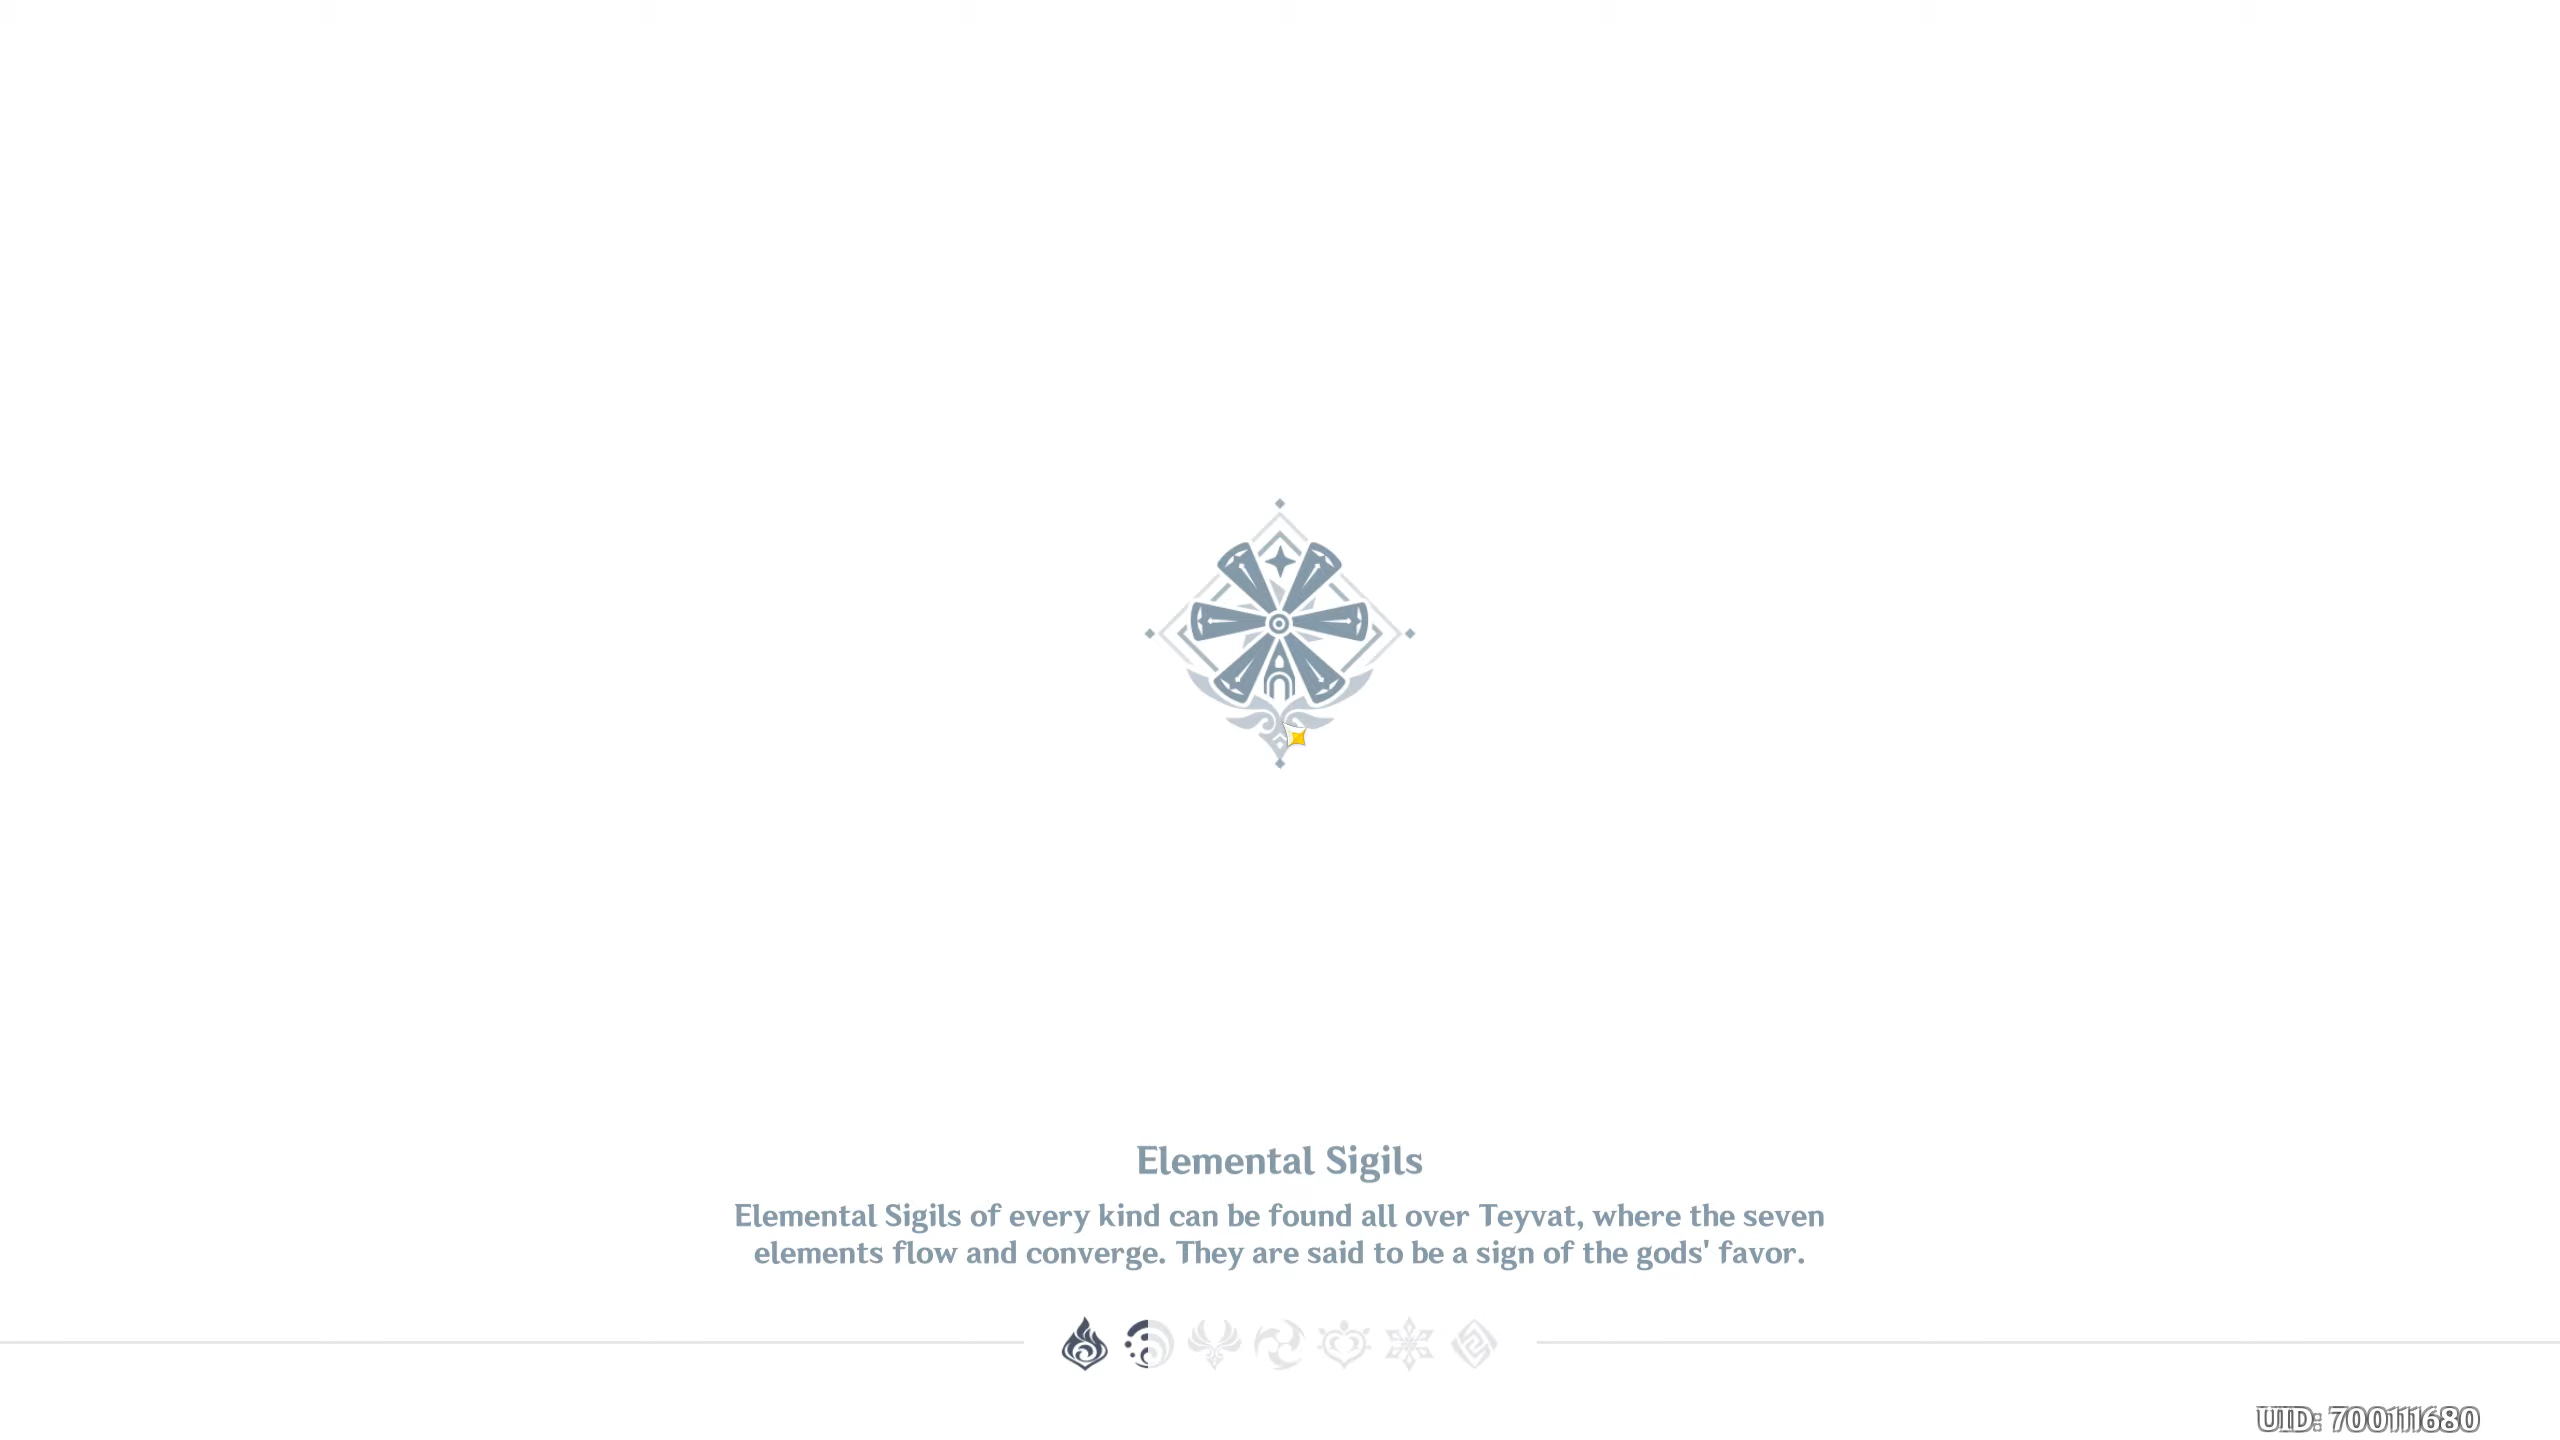 Elemental Sigils
Elemental Sigils of every kind can be found all over Teyvat, where the seven
elements flow and converge. They are said to be a sign of the gods' favor.
UID: 700111680